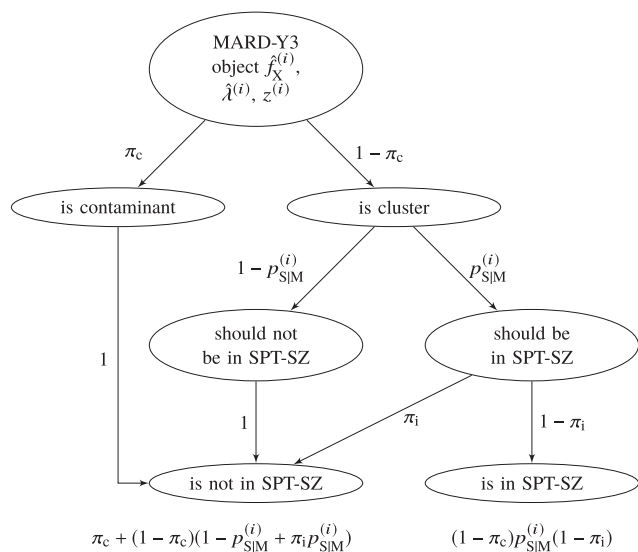 MARD-Y3
object f̂_X^(i),
λ̂^(i), z^(i)
π_c
1 − π_c
is contaminant
is cluster
1 − p_S|M^(i)
p_S|M^(i)
should not
be in SPT-SZ
should be
in SPT-SZ
1
1
π_i
1 − π_i
is not in SPT-SZ
is in SPT-SZ
π_c + (1 − π_c)(1 − p_S|M^(i) + π_i p_S|M^(i))
(1 − π_c)p_S|M^(i)(1 − π_i)